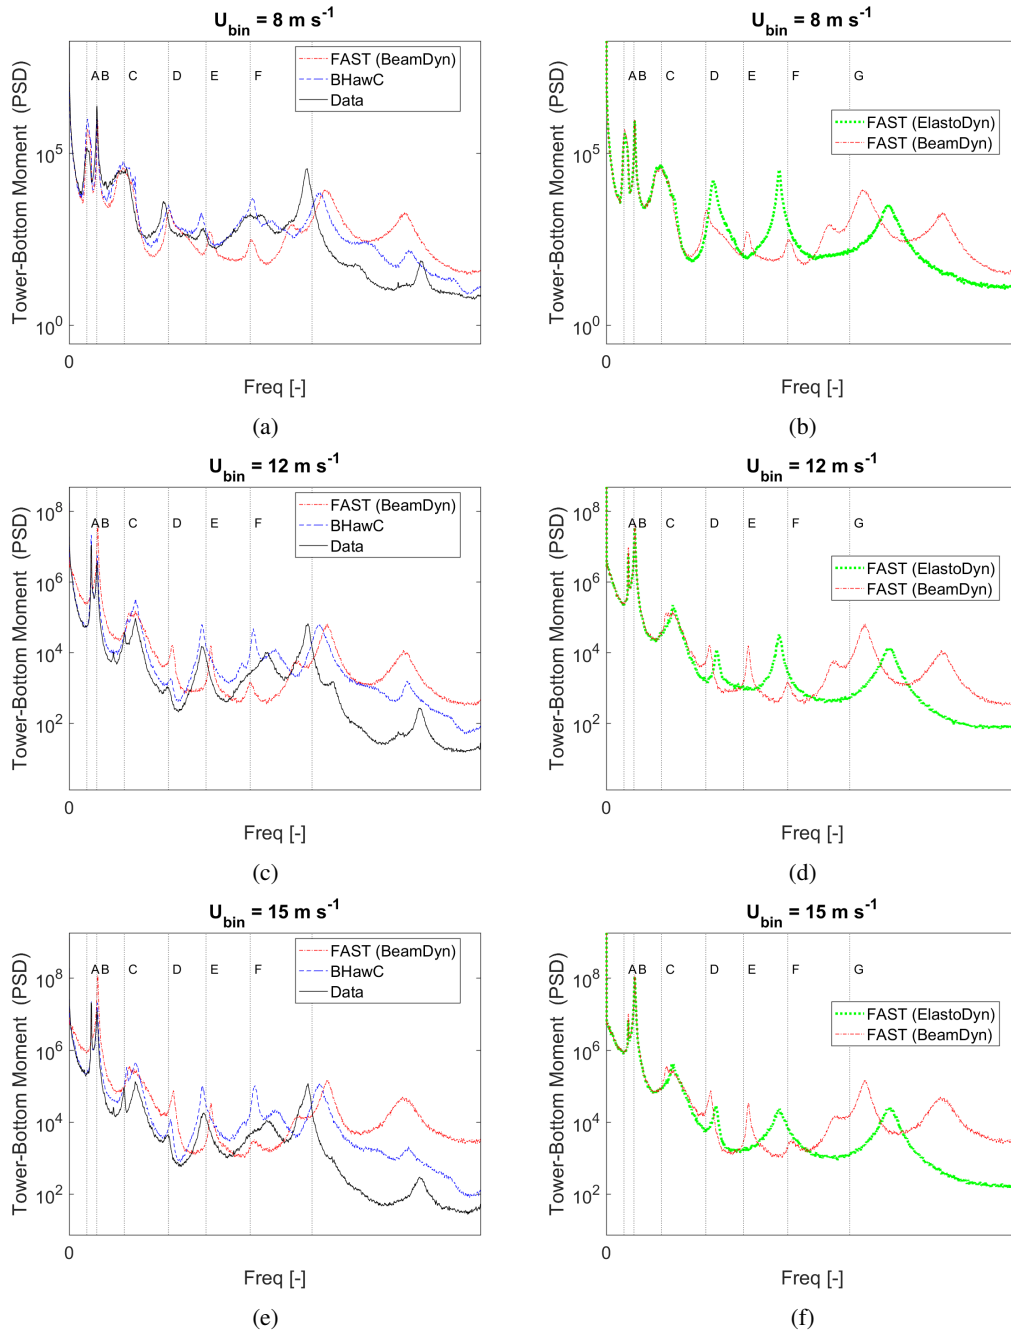 U_bin = 8 m s^-1
Tower-Bottom Moment (PSD)
10^5
10^0
A B C D E F
FAST (BeamDyn)
BHawC
Data
0
Freq [-]
(a)
U_bin = 8 m s^-1
Tower-Bottom Moment (PSD)
10^5
10^0
A B C D E F G
FAST (ElastoDyn)
FAST (BeamDyn)
0
Freq [-]
(b)
U_bin = 12 m s^-1
Tower-Bottom Moment (PSD)
10^8
10^6
10^4
10^2
A B C D E F
FAST (BeamDyn)
BHawC
Data
0
Freq [-]
(c)
U_bin = 12 m s^-1
Tower-Bottom Moment (PSD)
10^8
10^6
10^4
10^2
A B C D E F G
FAST (ElastoDyn)
FAST (BeamDyn)
0
Freq [-]
(d)
U_bin = 15 m s^-1
Tower-Bottom Moment (PSD)
10^8
10^6
10^4
10^2
A B C D E F
FAST (BeamDyn)
BHawC
Data
0
Freq [-]
(e)
U_bin = 15 m s^-1
Tower-Bottom Moment (PSD)
10^8
10^6
10^4
10^2
A B C D E F G
FAST (ElastoDyn)
FAST (BeamDyn)
0
Freq [-]
(f)